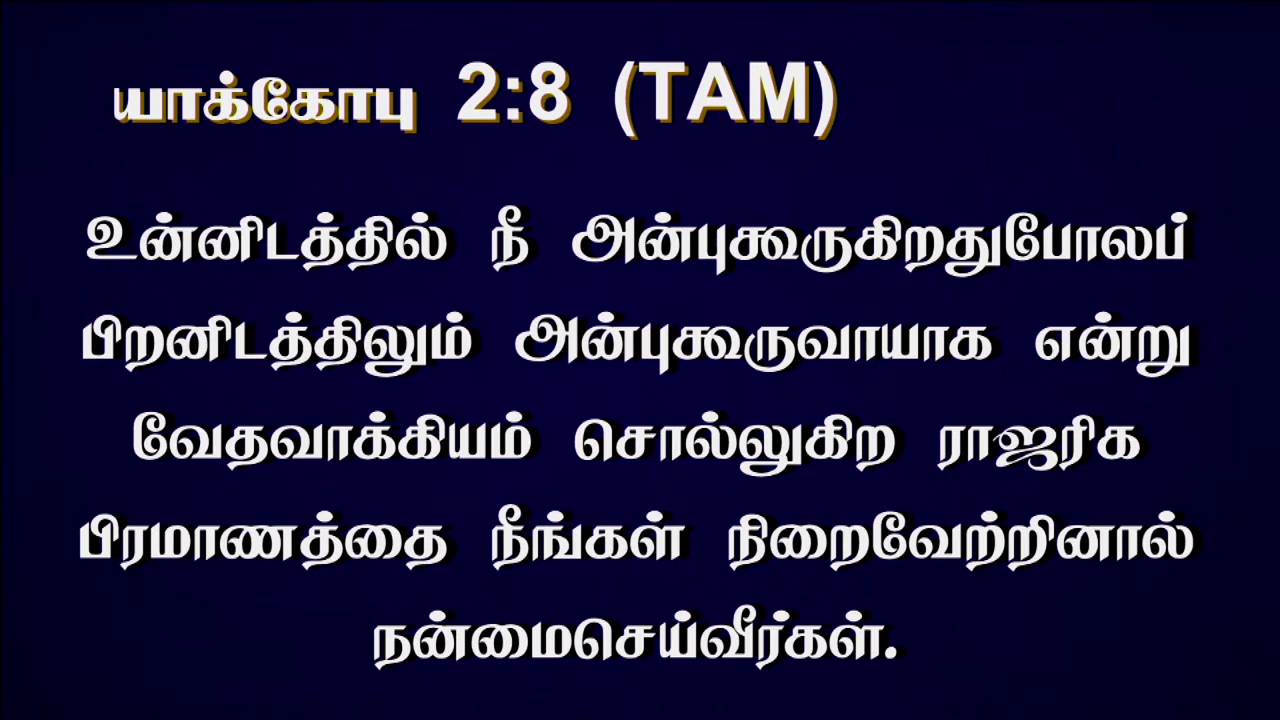 யாக்கோபு 2:8 (TAM)
உன்னிடத்தில் நீ அன்புகூருகிறதுபோலப்
பிறனிடத்திலும் அன்புகூருவாயாக என்று
வேதவாக்கியம் சொல்லுகிற ராஜரிக
பிரமாணத்தை நீங்கள் நிறைவேற்றினால்
நன்மைசெய்வீர்கள்.